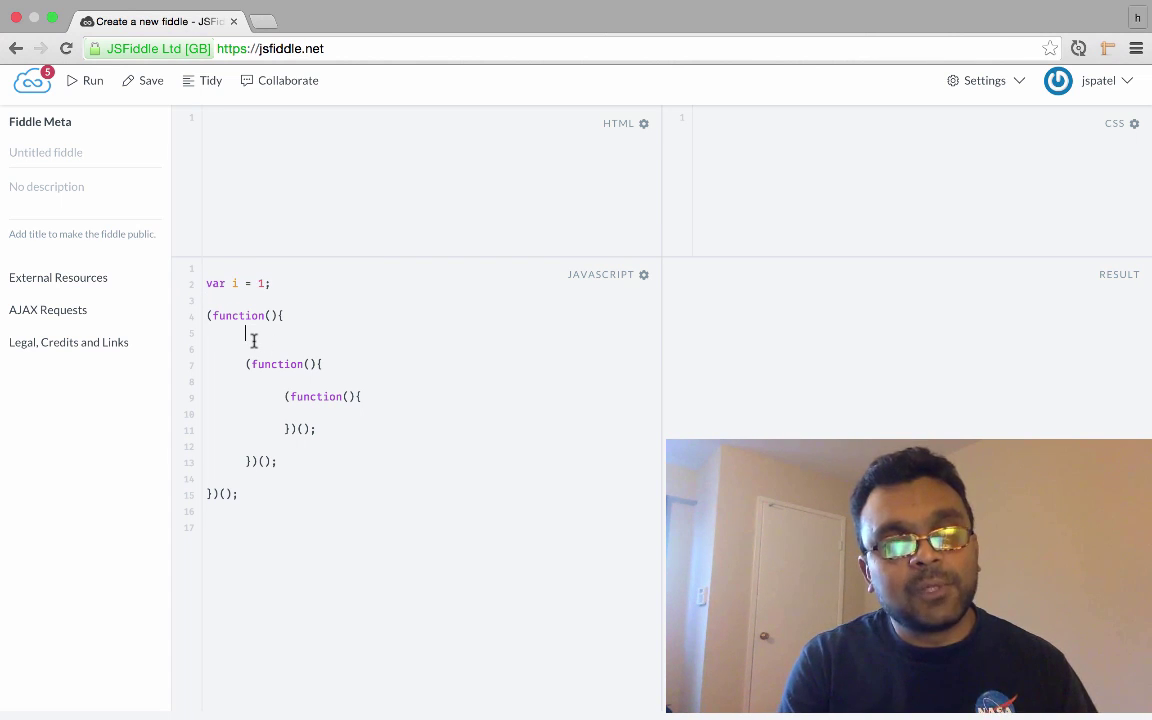 Create a new fiddle - JSFid
h
JSFiddle Ltd [GB] https://jsfiddle.net
5
Run Save Tidy Collaborate Settings jspatel
Fiddle Meta
Untitled fiddle
No description
Add title to make the fiddle public.
External Resources
AJAX Requests
Legal, Credits and Links
1
HTML
1
CSS
JAVASCRIPT
RESULT
1
2 var i = 1;
3
4 (function(){
5
6
7 (function(){
8
9 (function(){
10
11 })();
12
13 })();
14
15 })();
16
17
NASA